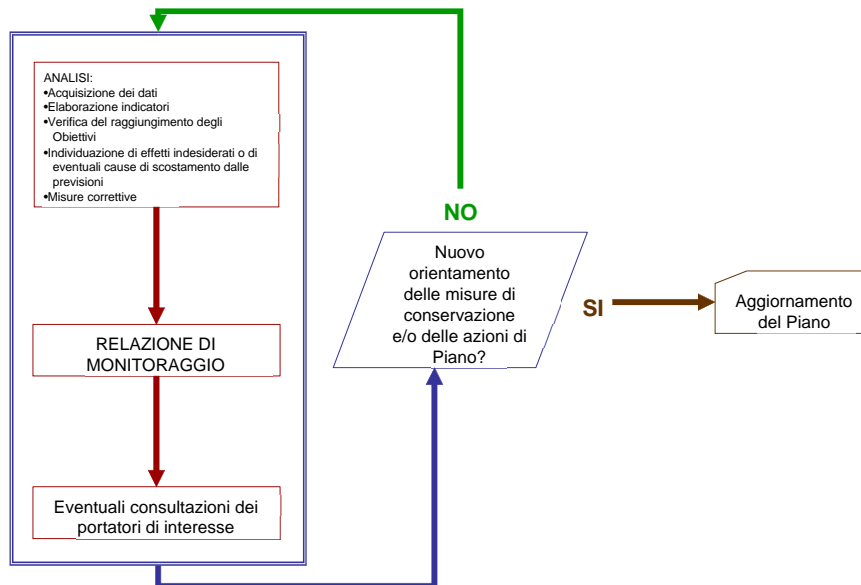 ANALISI:
•Acquisizione dei dati
•Elaborazione indicatori
•Verifica del raggiungimento degli
Obiettivi
•Individuazione di effetti indesiderati o di
eventuali cause di scostamento dalle
previsioni
•Misure correttive
RELAZIONE DI
MONITORAGGIO
Eventuali consultazioni dei
portatori di interesse
NO
Nuovo
orientamento
delle misure di
conservazione
e/o delle azioni di
Piano?
SI
Aggiornamento
del Piano